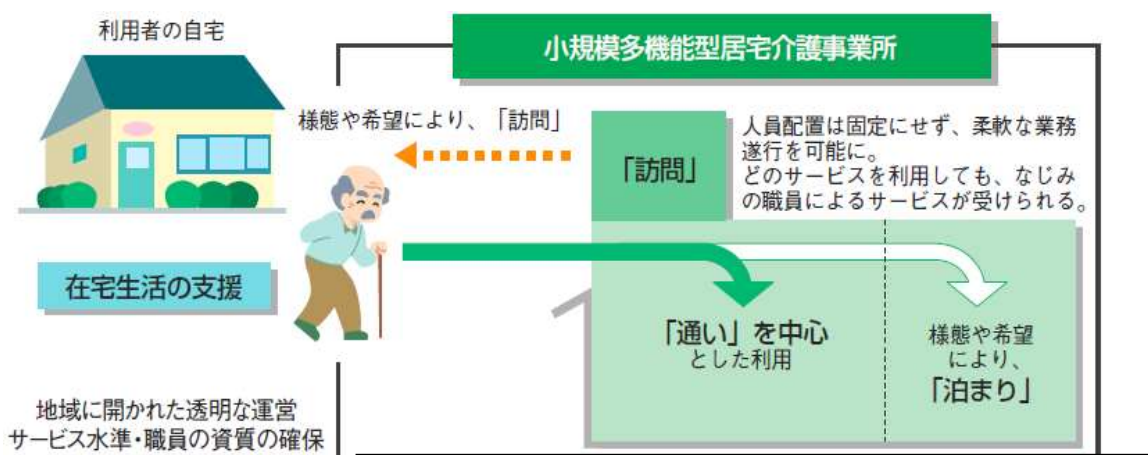 利用者の自宅
小規模多機能型居宅介護事業所
様態や希望により、「訪問」
「訪問」
人員配置は固定にせず、柔軟な業務
遂行を可能に。
どのサービスを利用しても、なじみ
の職員によるサービスが受けられる。
在宅生活の支援
「通い」を中心
とした利用
様態や希望
により、
「泊まり」
地域に開かれた透明な運営
サービス水準・職員の資質の確保